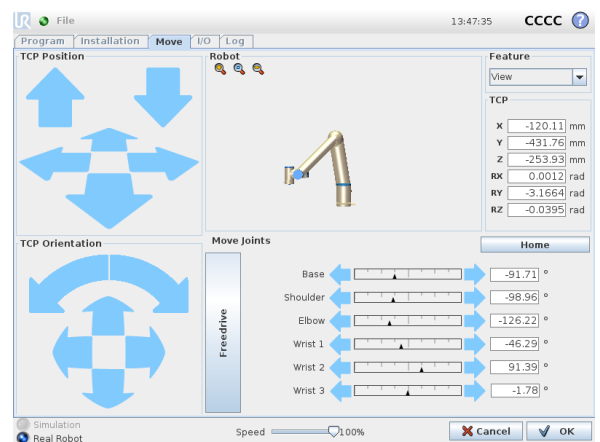 UR File 13:47:35 CCCC ?
Program Installation Move I/O Log
TCP Position
Robot
Feature
View
TCP
X -120.11 mm
Y -431.76 mm
Z -253.93 mm
RX 0.0012 rad
RY -3.1664 rad
RZ -0.0395 rad
TCP Orientation
Move Joints
Home
Freedrive
Base -91.71 °
Shoulder -98.96 °
Elbow -126.22 °
Wrist 1 -46.29 °
Wrist 2 91.39 °
Wrist 3 -1.78 °
Simulation
Real Robot
Speed 100%
Cancel
OK